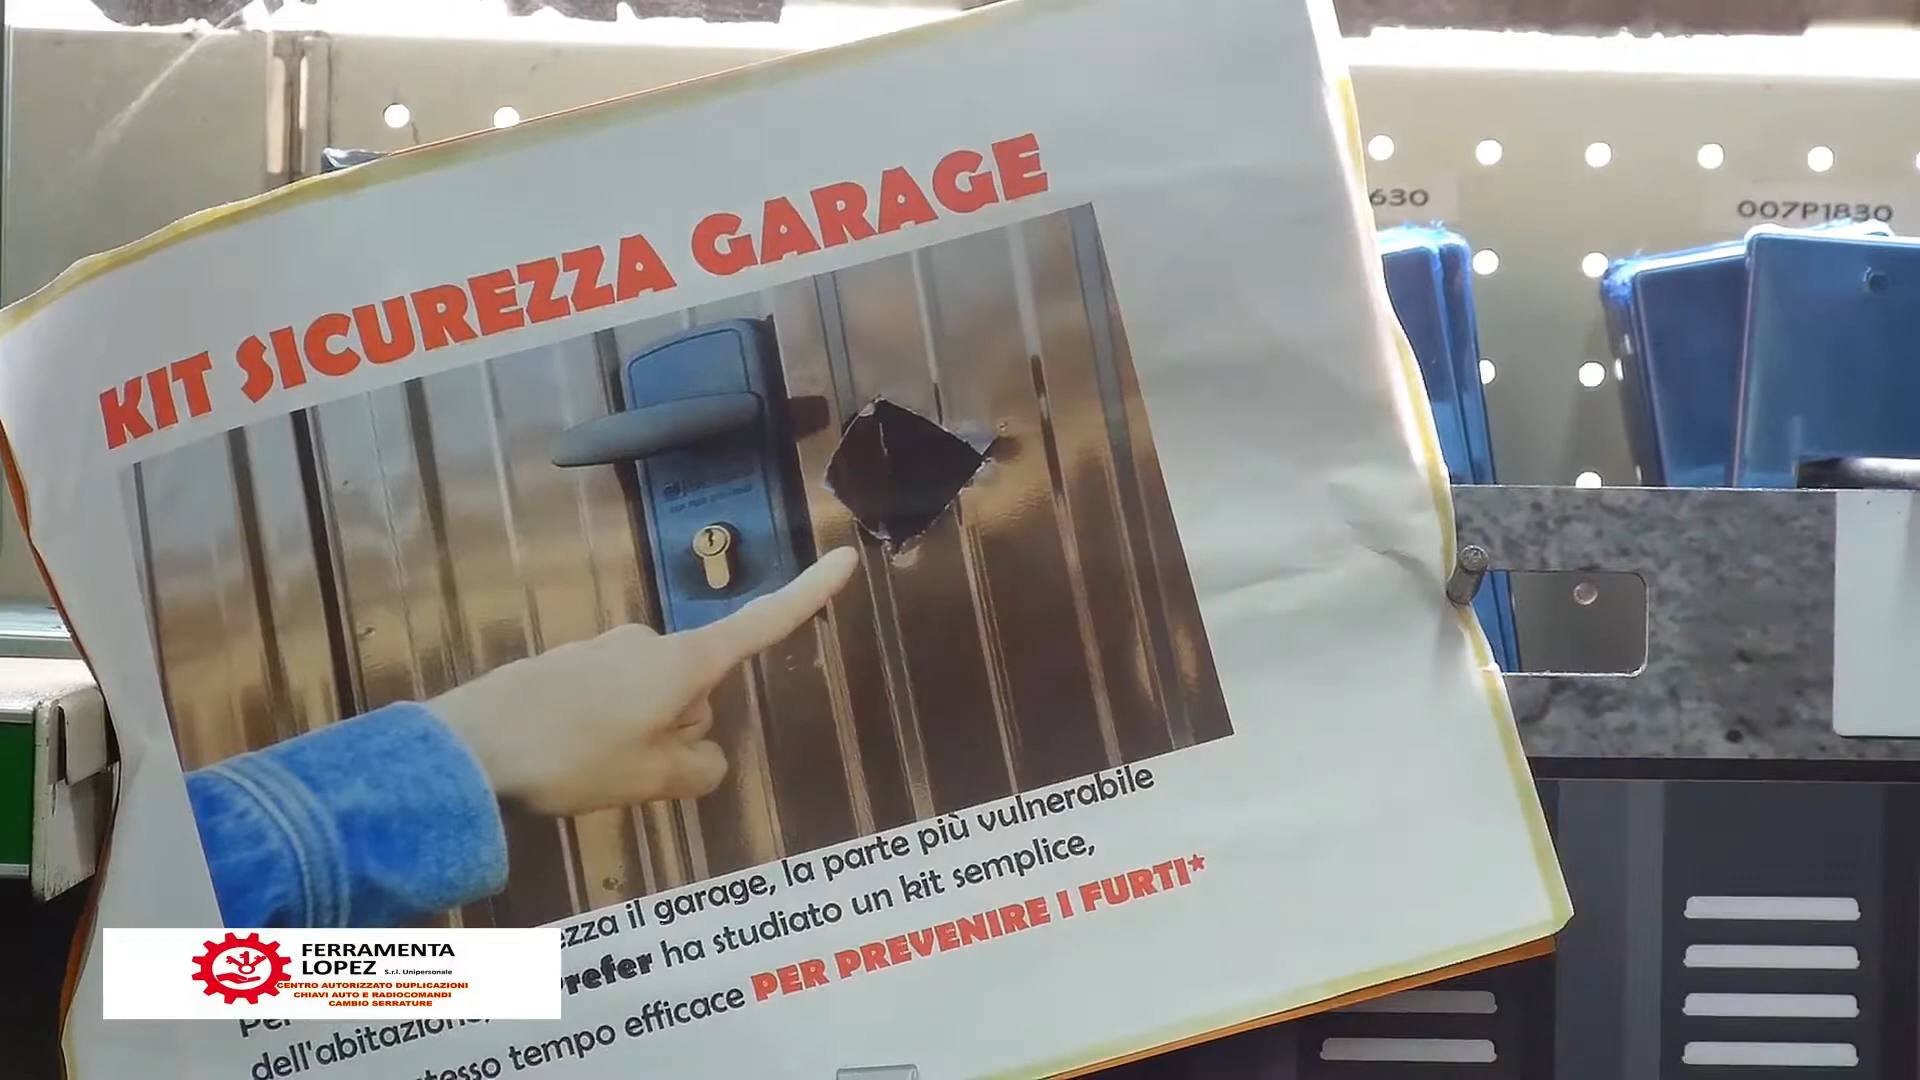 KIT SICUREZZA GARAGE
630
007P1830
ezza il garage, la parte più vulnerabile
dell'abitazione, refer ha studiato un kit semplice,
tesso tempo efficace PER PREVENIRE I FURTI*
FERRAMENTA
LOPEZ S.r.l. Unipersonale
CENTRO AUTORIZZATO DUPLICAZIONI
CHIAVI AUTO E RADIOCOMANDI
CAMBIO SERRATURE